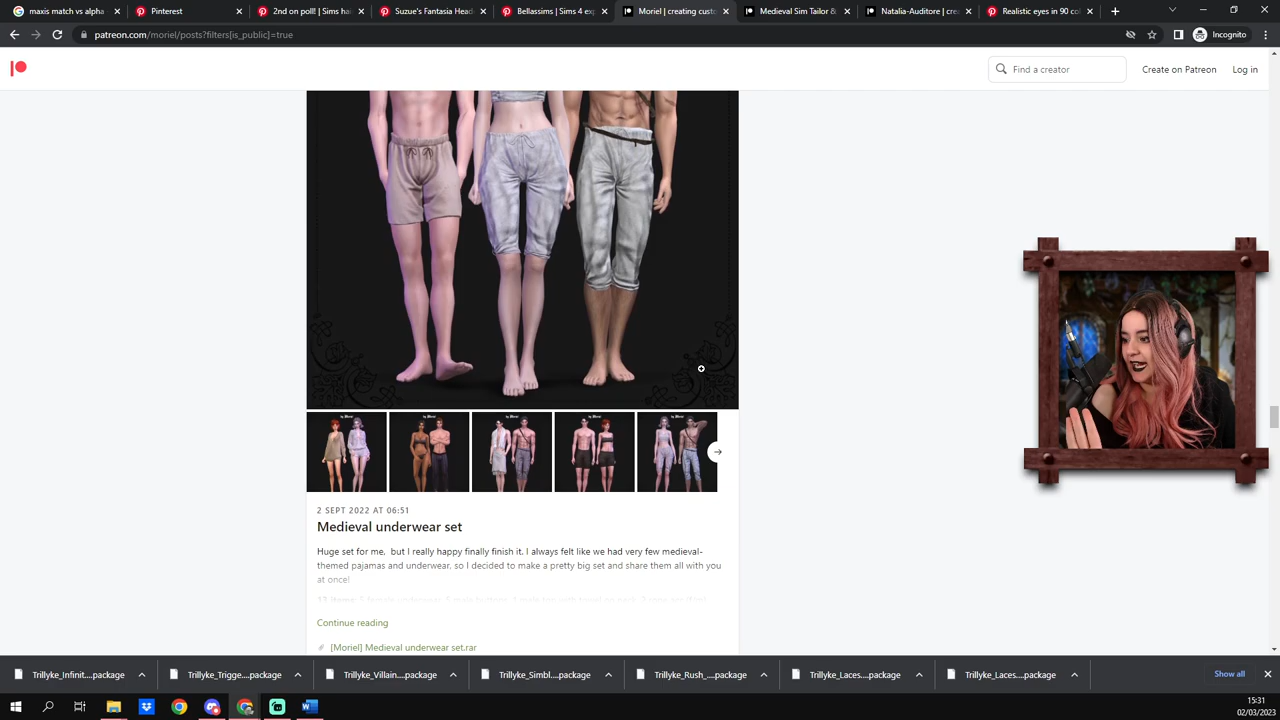 maxis match vs alpha
Pinterest
2nd on poll! | Sims hai
Suzue's Fantasia Head
Bellassims | Sims 4 exp
Moriel | creating custo
Medieval Sim Tailor &
Natalia-Auditore | cre
Realistic eyes in 90 col
patreon.com/moriel/posts?filters[is_public]=true
Incognito
Find a creator
Create on Patreon
Log in
2 SEPT 2022 AT 06:51
Medieval underwear set
Huge set for me, but I really happy finally finish it. I always felt like we had very few medieval-
themed pajamas and underwear, so I decided to make a pretty big set and share them all with you
at once!
Continue reading
[Moriel] Medieval underwear set.rar
Trillyke_Infinit....package
Trillyke_Trigge....package
Trillyke_Villain....package
Trillyke_Simbl....package
Trillyke_Rush_....package
Trillyke_Laces....package
Trillyke_Laces....package
Show all
15:31
02/03/2023